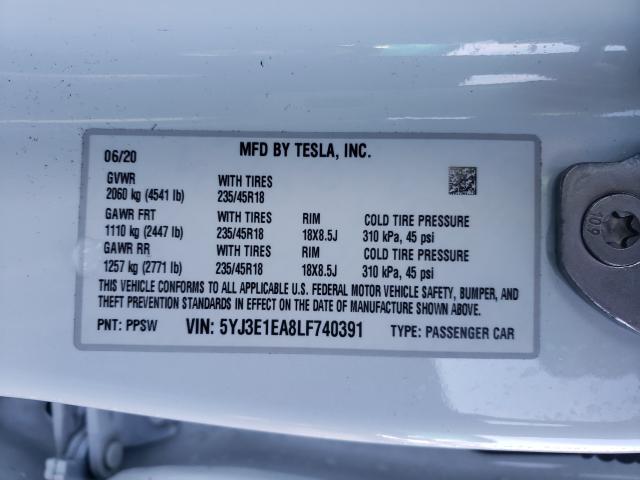 06/20 MFD BY TESLA, INC.
GVWR WITH TIRES
2060 kg (4541 lb) 235/45R18
GAWR FRT WITH TIRES RIM COLD TIRE PRESSURE
1110 kg (2447 lb) 235/45R18 18X8.5J 310 kPa, 45 psi
GAWR RR WITH TIRES RIM COLD TIRE PRESSURE
1257 kg (2771 lb) 235/45R18 18X8.5J 310 kPa, 45 psi
THIS VEHICLE CONFORMS TO ALL APPLICABLE U.S. FEDERAL MOTOR VEHICLE SAFETY, BUMPER, AND
THEFT PREVENTION STANDARDS IN EFFECT ON THE DATE OF MANUFACTURE SHOWN ABOVE.
PNT: PPSW VIN: 5YJ3E1EA8LF740391 TYPE: PASSENGER CAR
10.9